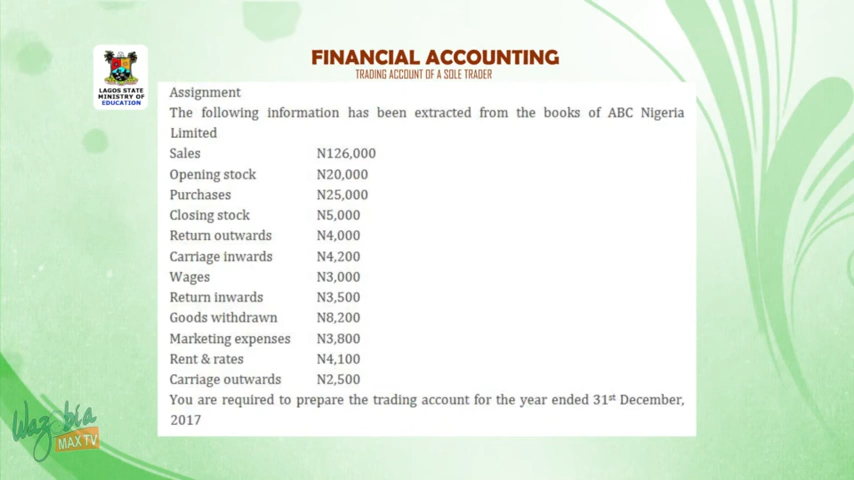 FINANCIAL ACCOUNTING
TRADING ACCOUNT OF A SOLE TRADER
LAGOS STATE
MINISTRY OF
EDUCATION
Assignment
The following information has been extracted from the books of ABC Nigeria
Limited
Sales N126,000
Opening stock N20,000
Purchases N25,000
Closing stock N5,000
Return outwards N4,000
Carriage inwards N4,200
Wages N3,000
Return inwards N3,500
Goods withdrawn N8,200
Marketing expenses N3,800
Rent & rates N4,100
Carriage outwards N2,500
You are required to prepare the trading account for the year ended 31st December,
2017
Wazobia
MAX TV